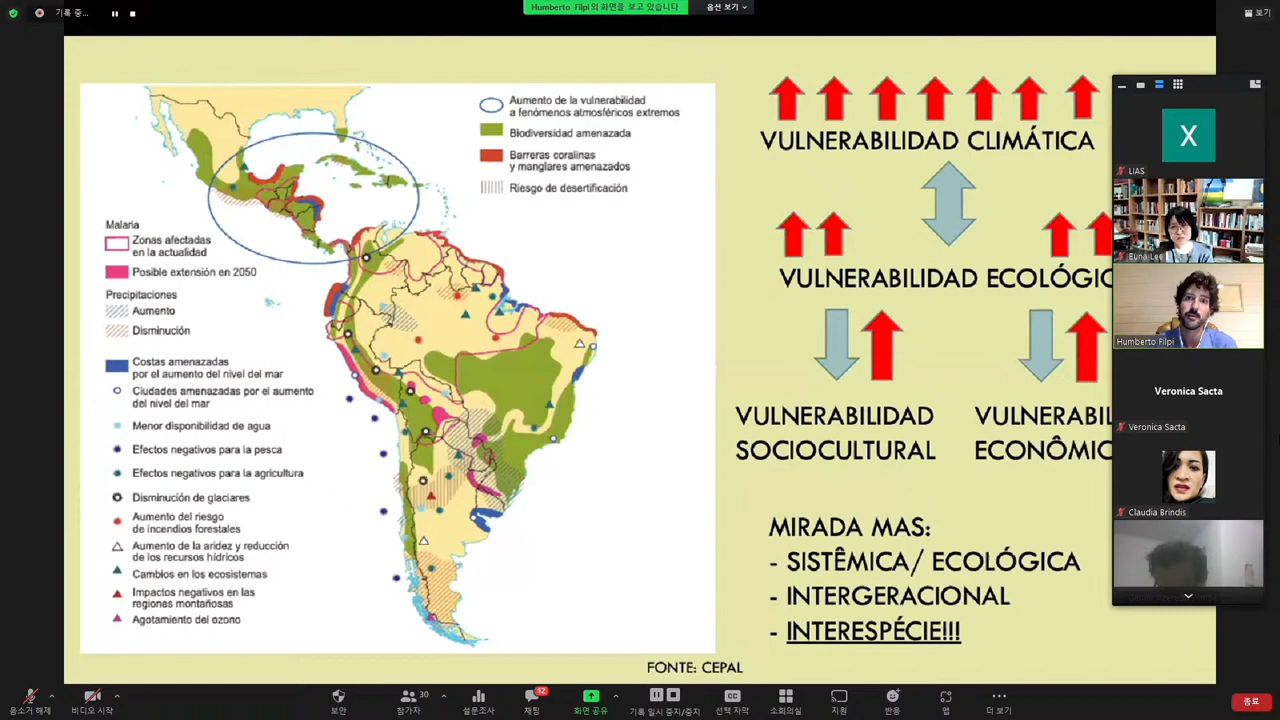 기록 중...
Humberto Filpi의 화면을 보고 있습니다
옵션 보기
보기
Aumento de la vulnerabilidad
a fenómenos atmosféricos extremos
Biodiversidad amenazada
Barreras coralinas
y manglares amenazados
Riesgo de desertificación
Malaria
Zonas afectadas
en la actualidad
Posible extensión en 2050
Precipitaciones
Aumento
Disminución
Costas amenazadas
por el aumento del nivel del mar
Ciudades amenazadas por el aumento
del nivel del mar
Menor disponibilidad de agua
Efectos negativos para la pesca
Efectos negativos para la agricultura
Disminución de glaciares
Aumento del riesgo
de incendios forestales
Aumento de la aridez y reducción
de los recursos hídricos
Cambios en los ecosistemas
Impactos negativos en las
regiones montañosas
Agotamiento del ozono
VULNERABILIDAD CLIMÁTICA
VULNERABILIDAD ECOLÓGIC
VULNERABILIDAD
SOCIOCULTURAL
VULNERABIL
ECONÔMIC
MIRADA MAS:
- SISTÊMICA/ ECOLÓGICA
- INTERGERACIONAL
- INTERESPÉCIE!!!
FONTE: CEPAL
X
LIAS
Euna Lee
Humberto Filpi
Veronica Sacta
Veronica Sacta
Claudia Brindis
음소거 해제
비디오 시작
보안
30
참가자
설문조사
12
채팅
화면 공유
기록 일시 중지/중지
CC
선택 자막
소회의실
지원
반응
앱
더 보기
종료